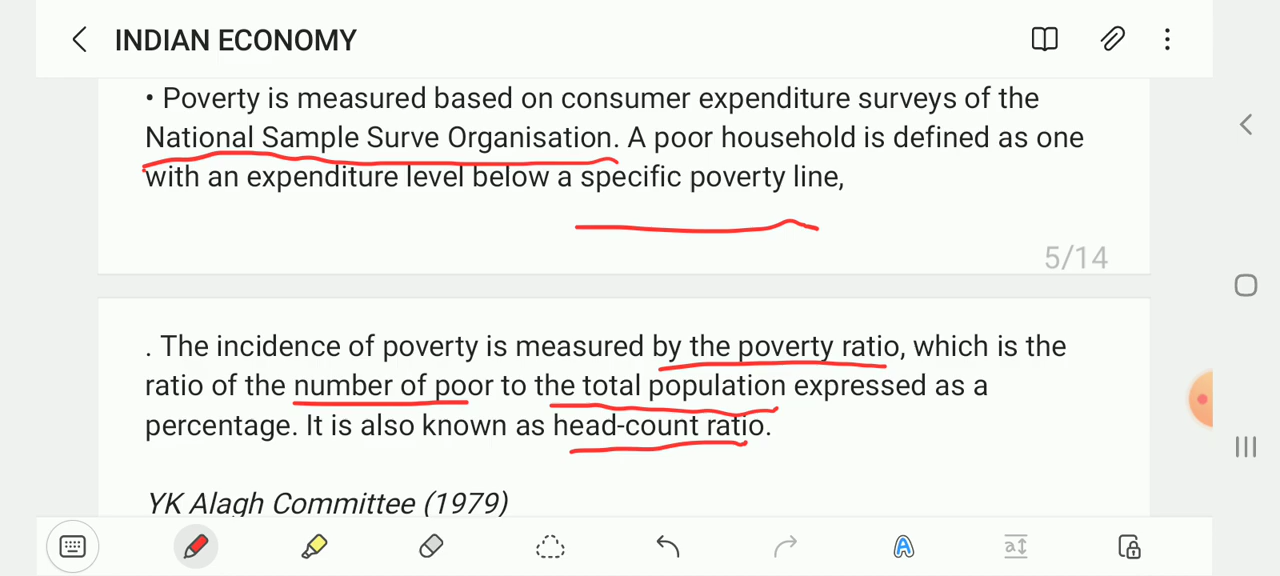 INDIAN ECONOMY
• Poverty is measured based on consumer expenditure surveys of the
National Sample Surve Organisation. A poor household is defined as one
with an expenditure level below a specific poverty line,
5/14
. The incidence of poverty is measured by the poverty ratio, which is the
ratio of the number of poor to the total population expressed as a
percentage. It is also known as head-count ratio.
YK Alagh Committee (1979)
A
a